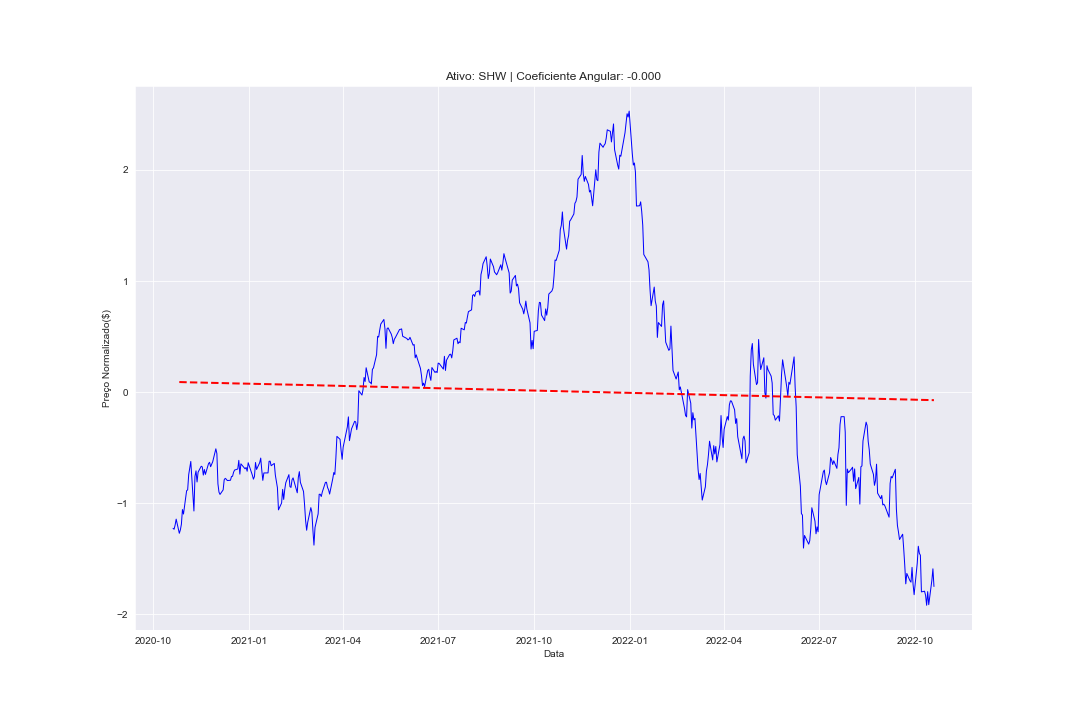 Ativo: SHW | Coeficiente Angular: -0.000
Preço Normalizado($)
2
1
0
−1
−2
2020-10 2021-01 2021-04 2021-07 2021-10 2022-01 2022-04 2022-07 2022-10
Data